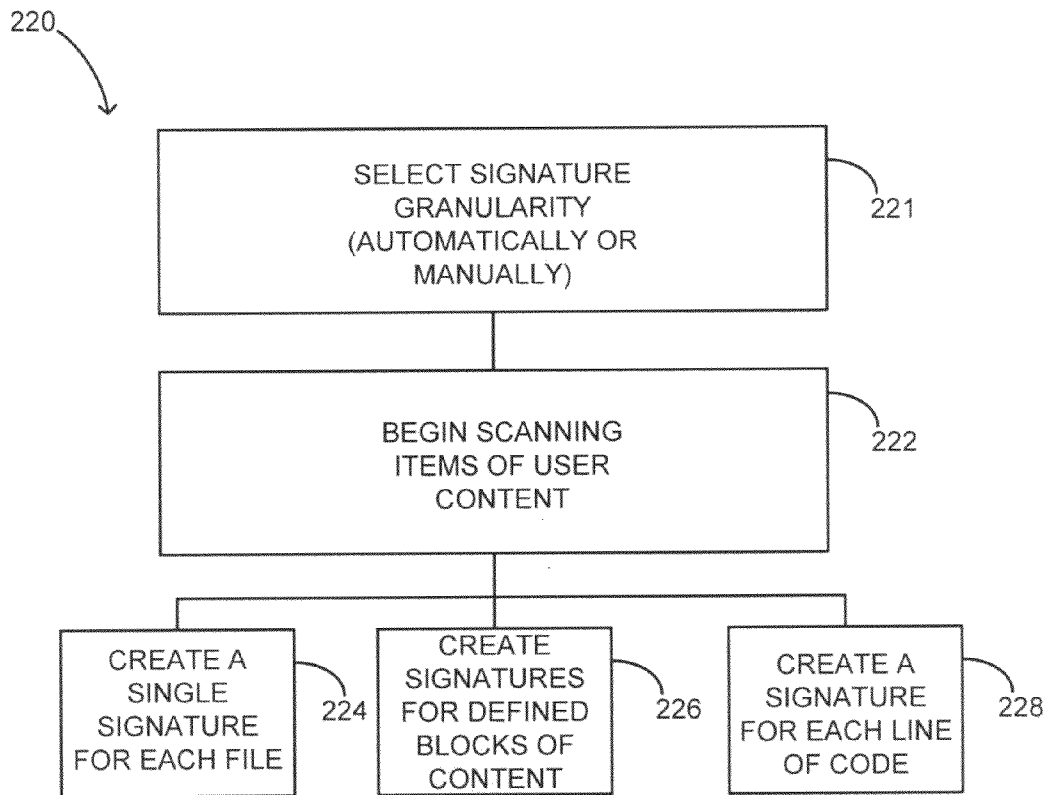 220
SELECT SIGNATURE
GRANULARITY
(AUTOMATICALLY OR
MANUALLY)
221
BEGIN SCANNING
ITEMS OF USER
CONTENT
222
CREATE A
SINGLE
SIGNATURE
FOR EACH FILE
224
CREATE
SIGNATURES
FOR DEFINED
BLOCKS OF
CONTENT
226
CREATE A
SIGNATURE
FOR EACH LINE
OF CODE
228